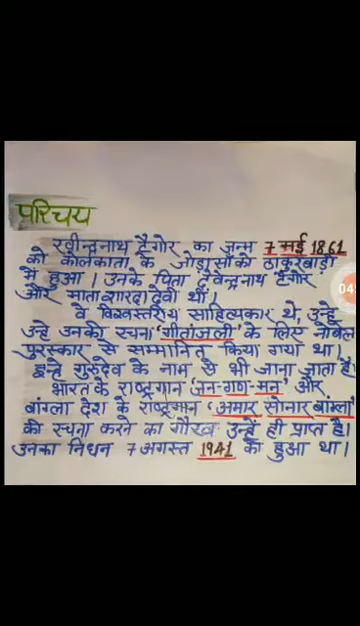 परिचय
रवीन्द्रनाथ टैगोर का जन्म 7 मई 1861
को कोलकाता के जोड़ासाँको ठाकुरबाड़ी
में हुआ। उनके पिता देवेन्द्रनाथ टैगोर
और माता शारदा देवी थीं।
वे विश्वस्तरीय साहित्यकार थे, उन्हे
उन्हे उनकी रचना 'गीतांजली' के लिए नोबेल
पुरस्कार से सम्मानित किया गया था।
इन्हे गुरुदेव के नाम से भी जाना जाता है।
भारत के राष्ट्रगान 'जन-गण-मन' और
बांग्ला देश के राष्ट्रगान 'अमार सोनार बांग्ला'
की रचना करने का गौरव उन्हें ही प्राप्त है।
उनका निधन 7 अगस्त 1941 को हुआ था।
04